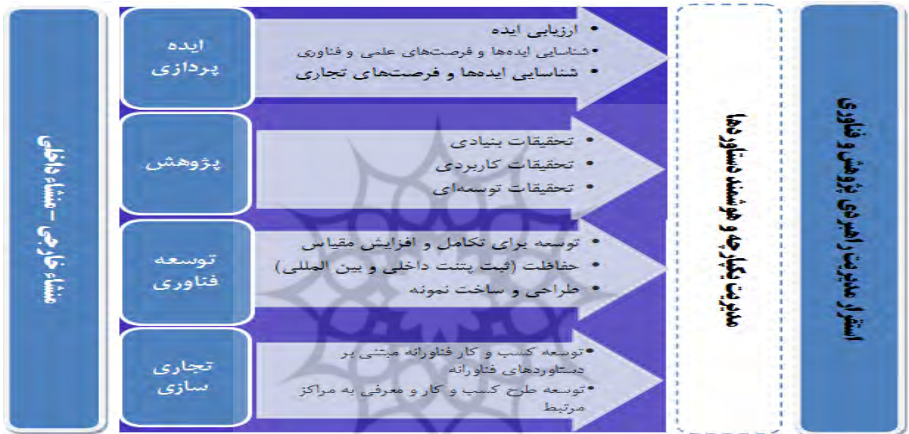 استقرار مدیریت راهبردی پژوهش و فناوری
مدیریت یکپارچه و هوشمند دستاوردها
ایده
پردازی
• ارزیابی ایده
• شناسایی ایده‌ها و فرصت‌های علمی و فناوری
• شناسایی ایده‌ها و فرصت‌های تجاری
پژوهش
• تحقیقات بنیادی
• تحقیقات کاربردی
• تحقیقات توسعه‌ای
توسعه
فناوری
• توسعه برای تکامل و افزایش مقیاس
• حفاظت (ثبت پتنت داخلی و بین المللی)
• طراحی و ساخت نمونه
تجاری
سازی
• توسعه کسب و کار فناورانه مبتنی بر
دستاوردهای فناورانه
• توسعه طرح کسب و کار و معرفی به مراکز
مرتبط
منشاء خارجی – منشاء داخلی